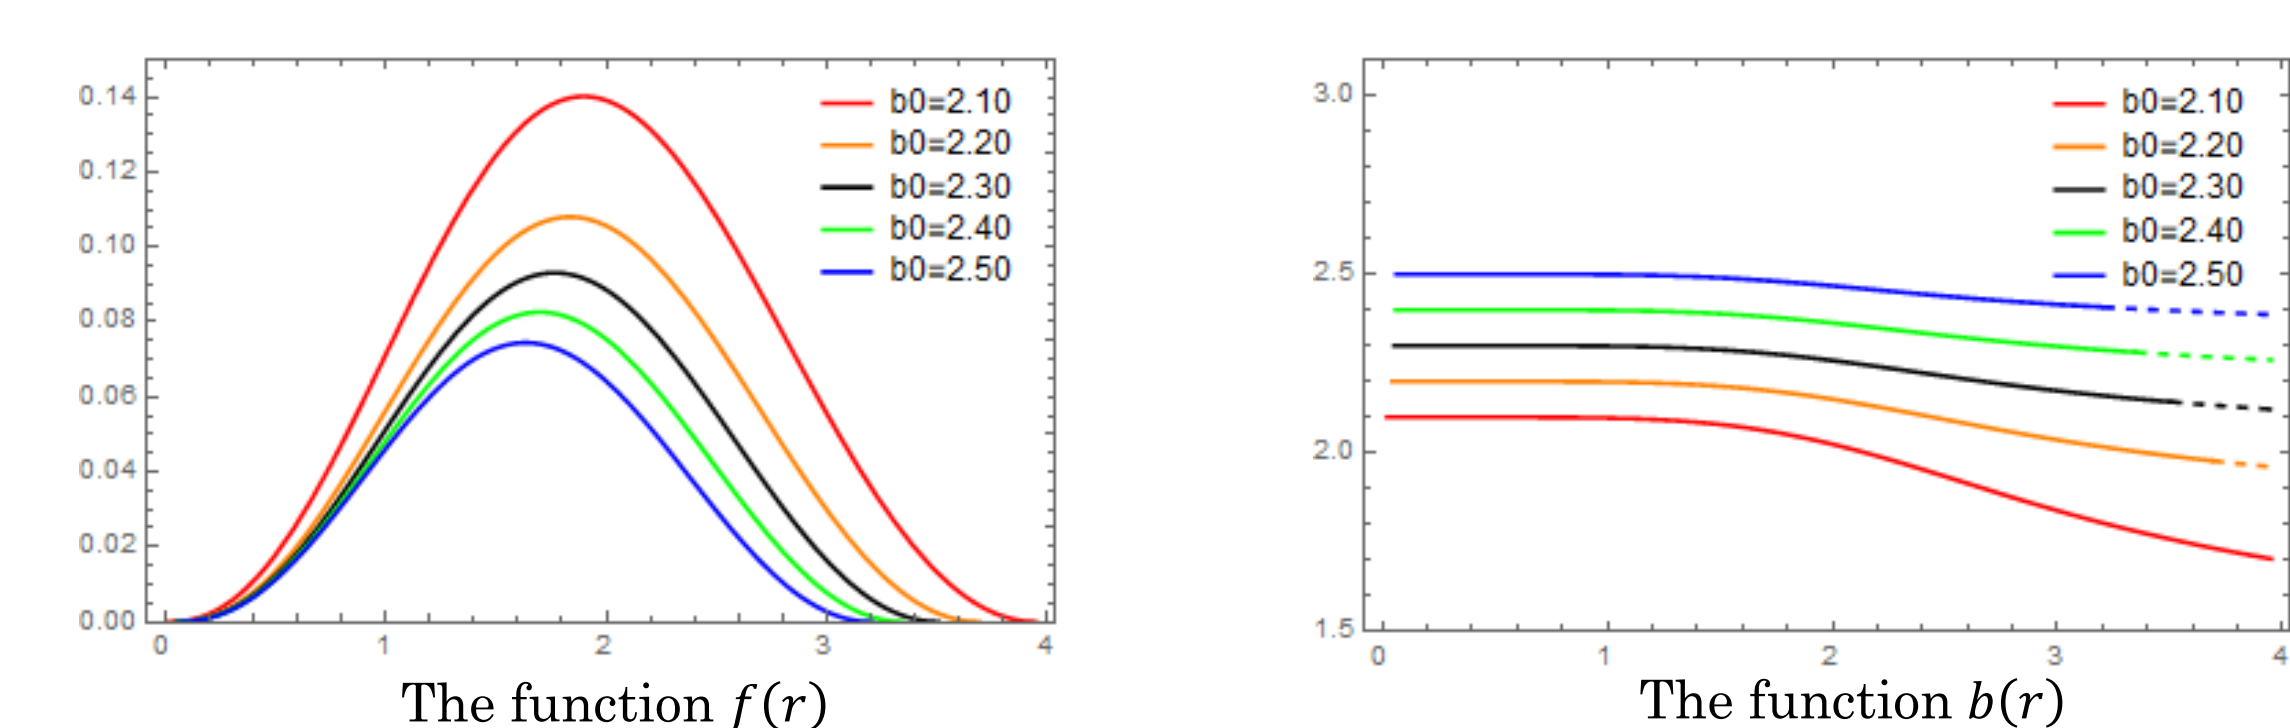 0.14
0.12
0.10
0.08
0.06
0.04
0.02
0.00
0 1 2 3 4
b0=2.10
b0=2.20
b0=2.30
b0=2.40
b0=2.50
The function f(r)
3.0
2.5
2.0
1.5
0 1 2 3 4
b0=2.10
b0=2.20
b0=2.30
b0=2.40
b0=2.50
The function b(r)